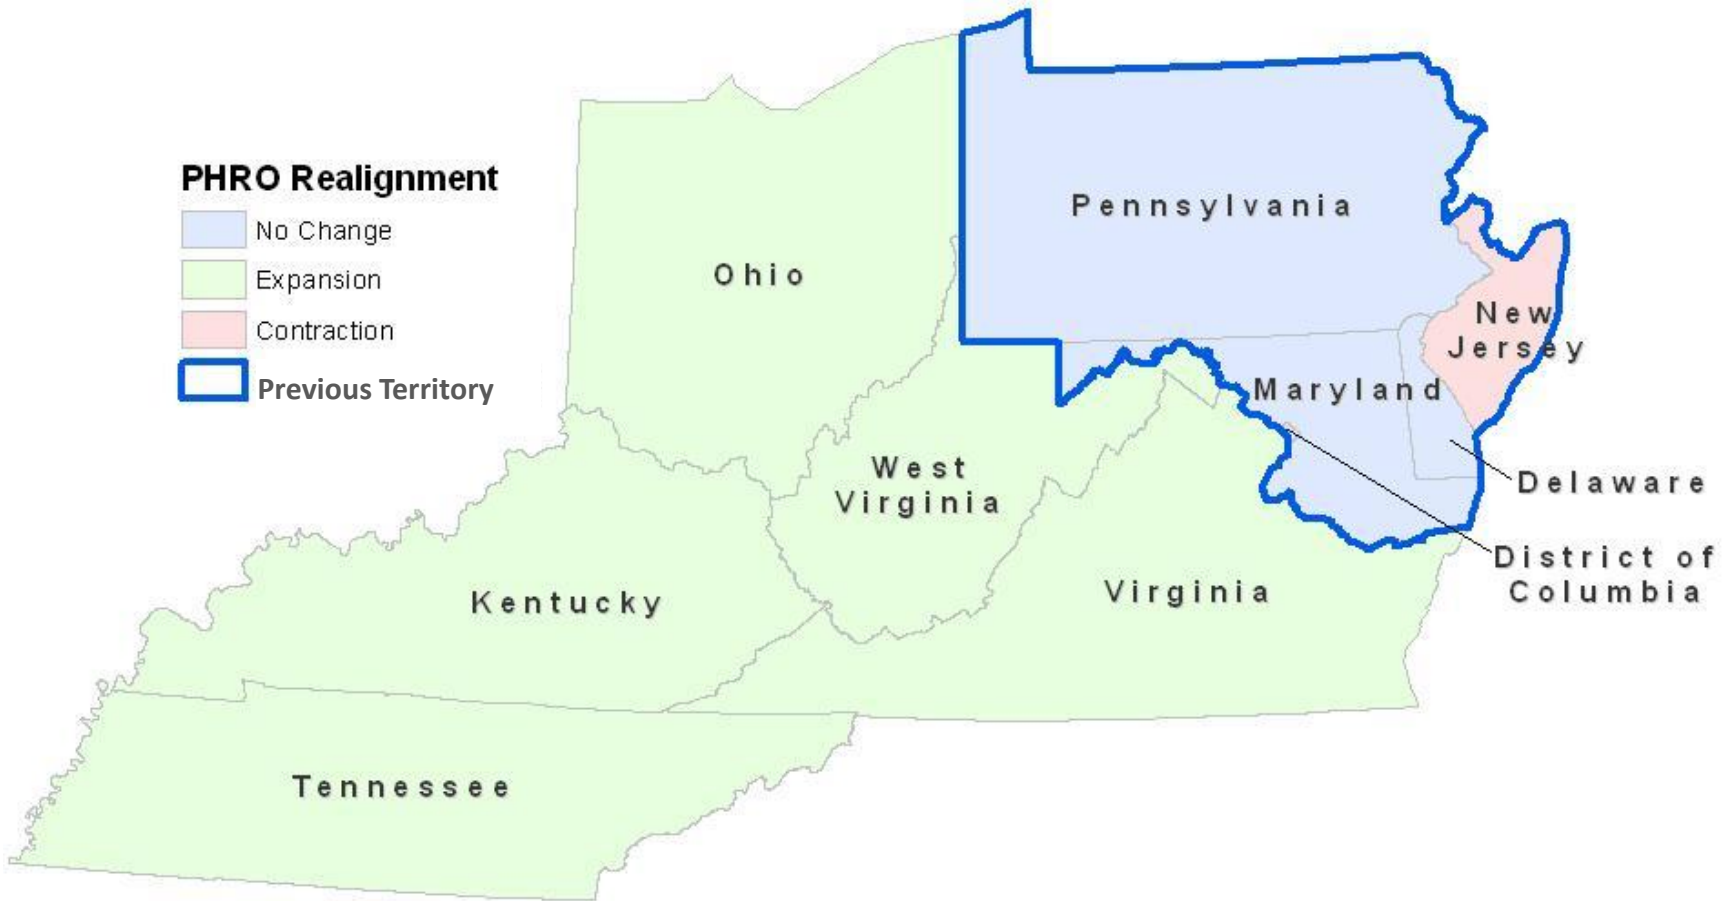 PHRO Realignment
No Change
Expansion
Contraction
Previous Territory
Pennsylvania
Ohio
New
Jersey
Maryland
West
Virginia
Delaware
District of
Columbia
Virginia
Kentucky
Tennessee